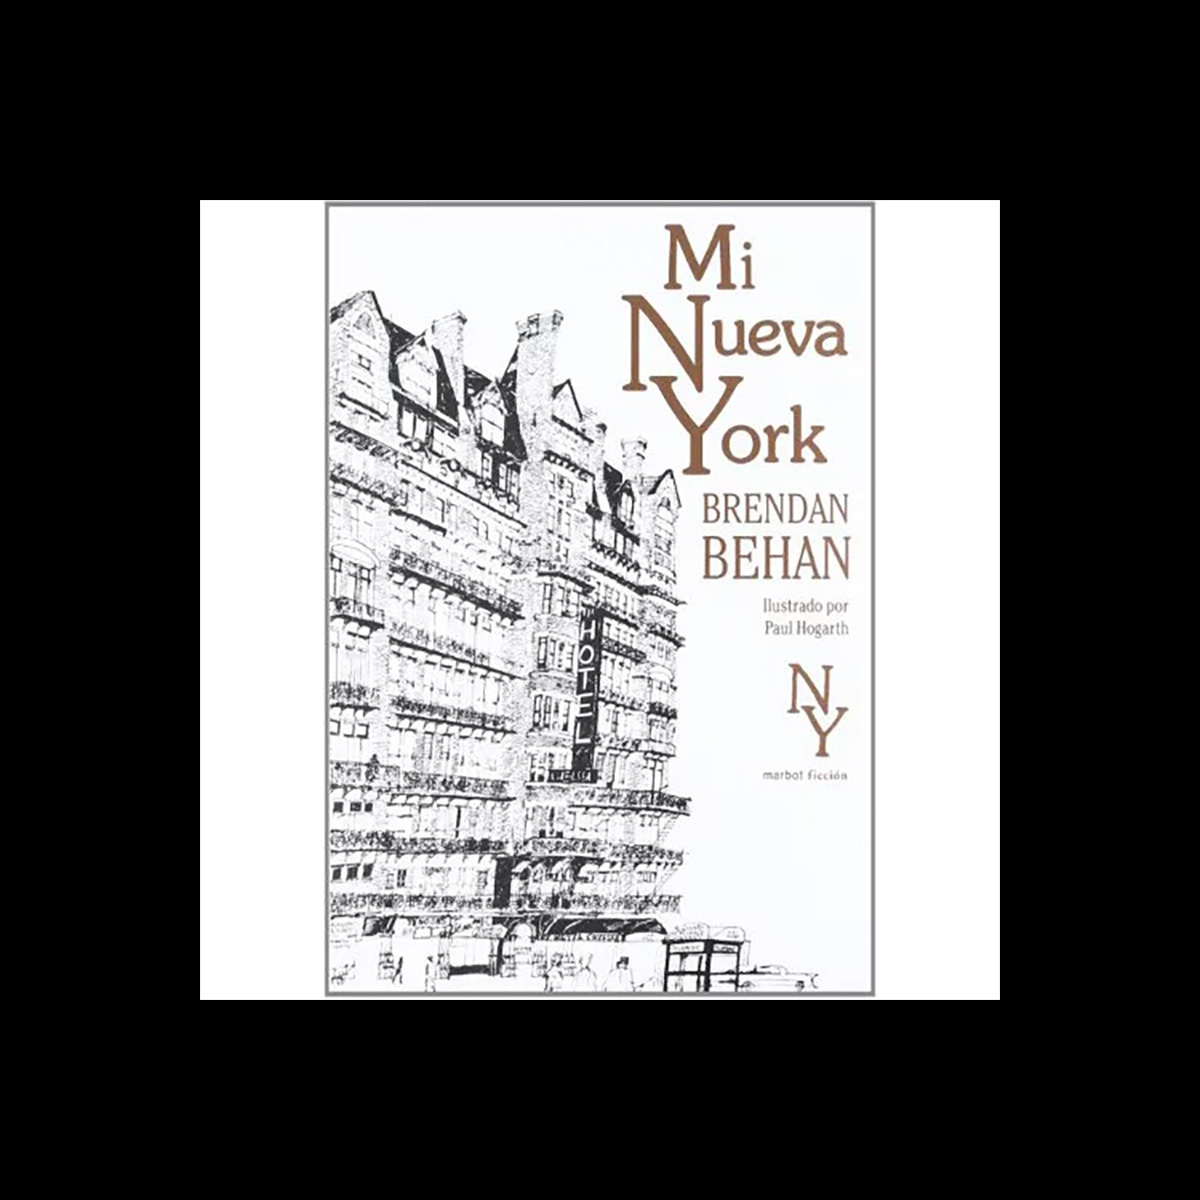 Mi
Nueva
York
BRENDAN
BEHAN
Ilustrado por
Paul Hogarth
NY
marbot ficción
HOTEL